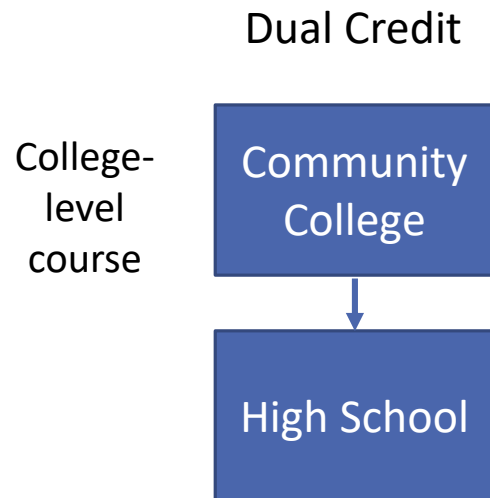 Dual Credit
College-
level
course
Community
College
High School